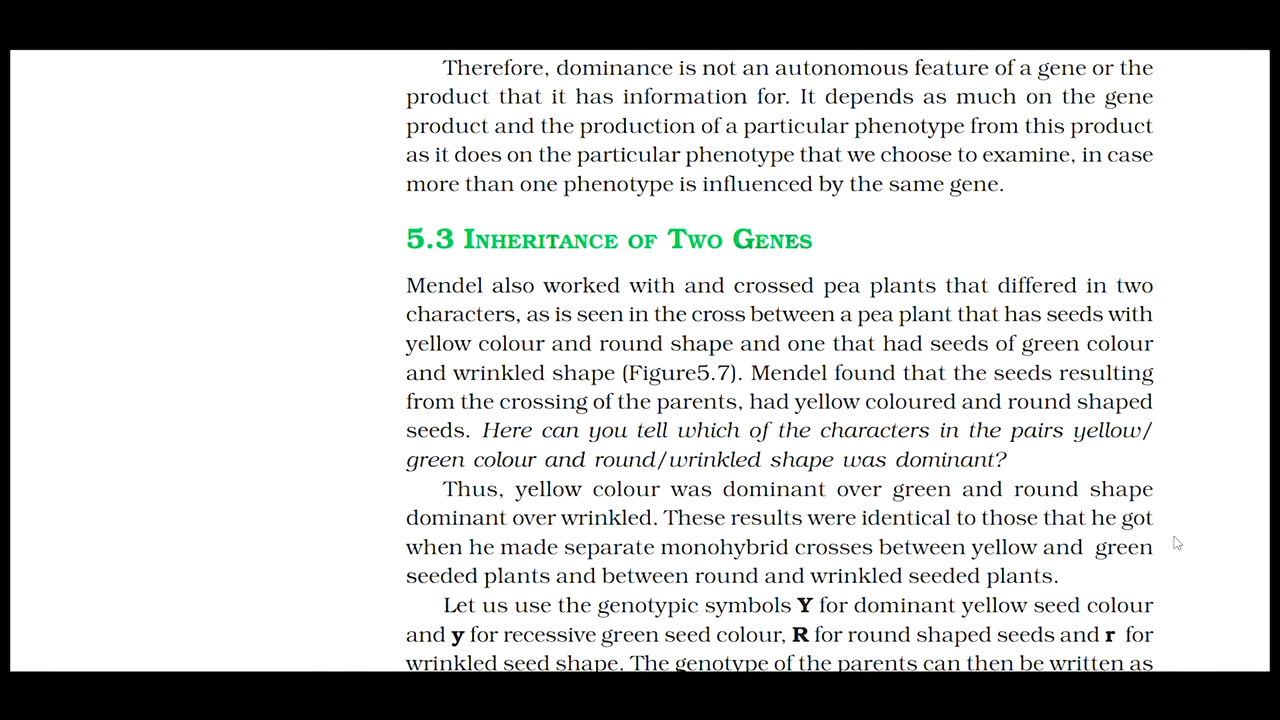 Therefore, dominance is not an autonomous feature of a gene or the
product that it has information for. It depends as much on the gene
product and the production of a particular phenotype from this product
as it does on the particular phenotype that we choose to examine, in case
more than one phenotype is influenced by the same gene.
5.3 Inheritance of Two Genes
Mendel also worked with and crossed pea plants that differed in two
characters, as is seen in the cross between a pea plant that has seeds with
yellow colour and round shape and one that had seeds of green colour
and wrinkled shape (Figure5.7). Mendel found that the seeds resulting
from the crossing of the parents, had yellow coloured and round shaped
seeds. Here can you tell which of the characters in the pairs yellow/
green colour and round/wrinkled shape was dominant?
Thus, yellow colour was dominant over green and round shape
dominant over wrinkled. These results were identical to those that he got
when he made separate monohybrid crosses between yellow and green
seeded plants and between round and wrinkled seeded plants.
Let us use the genotypic symbols Y for dominant yellow seed colour
and y for recessive green seed colour, R for round shaped seeds and r for
wrinkled seed shape. The genotype of the parents can then be written as